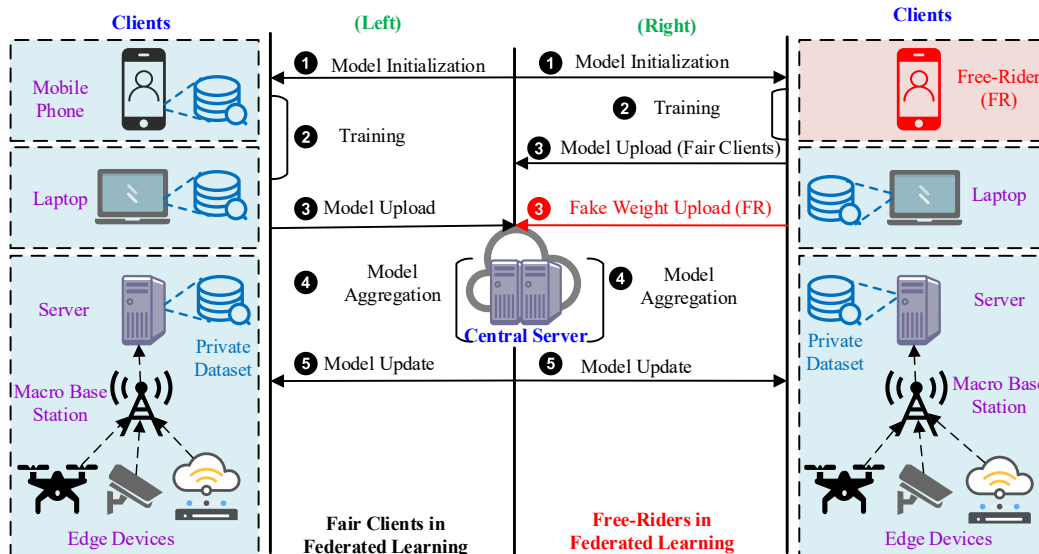 Clients
Mobile
Phone
Laptop
Server
Private
Dataset
Macro Base
Station
Edge Devices
(Left)
1 Model Initialization
2 Training
3 Model Upload
4 Model
Aggregation
5 Model Update
Fair Clients in
Federated Learning
Central Server
(Right)
1 Model Initialization
2 Training
3 Model Upload (Fair Clients)
3 Fake Weight Upload (FR)
4 Model
Aggregation
5 Model Update
Free-Riders in
Federated Learning
Clients
Free-Rider
(FR)
Laptop
Server
Private
Dataset
Macro Base
Station
Edge Devices